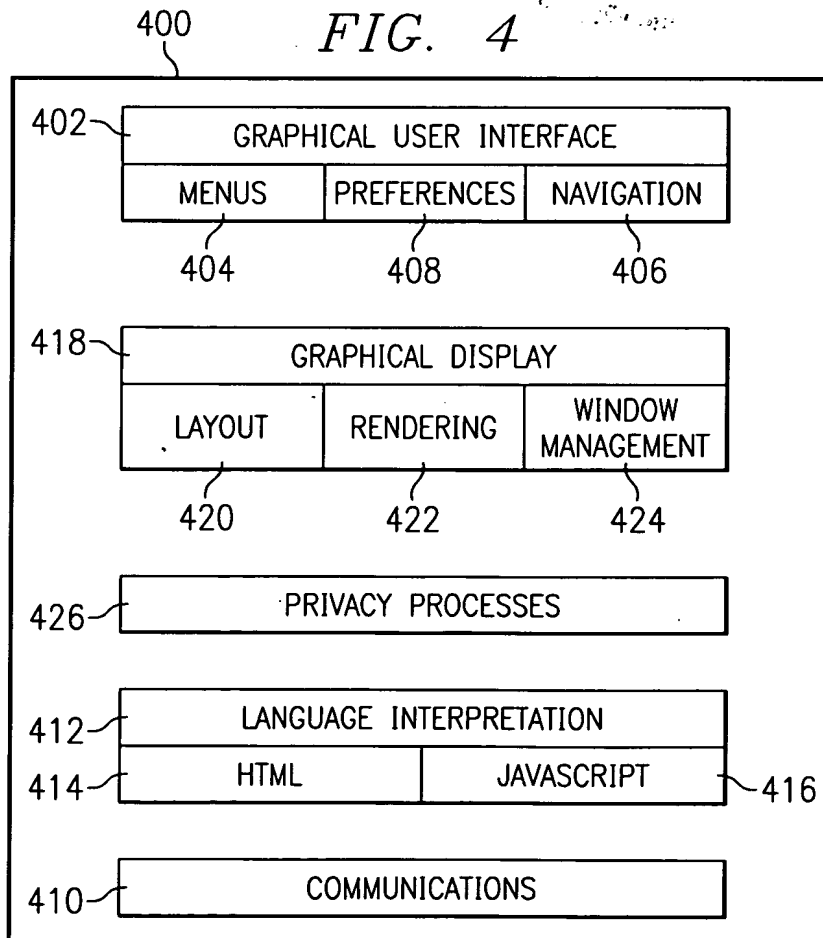 FIG. 4
400
402
GRAPHICAL USER INTERFACE
MENUS PREFERENCES NAVIGATION
404 408 406
418
GRAPHICAL DISPLAY
LAYOUT RENDERING WINDOW MANAGEMENT
420 422 424
426
PRIVACY PROCESSES
412
LANGUAGE INTERPRETATION
414
HTML JAVASCRIPT
416
410
COMMUNICATIONS